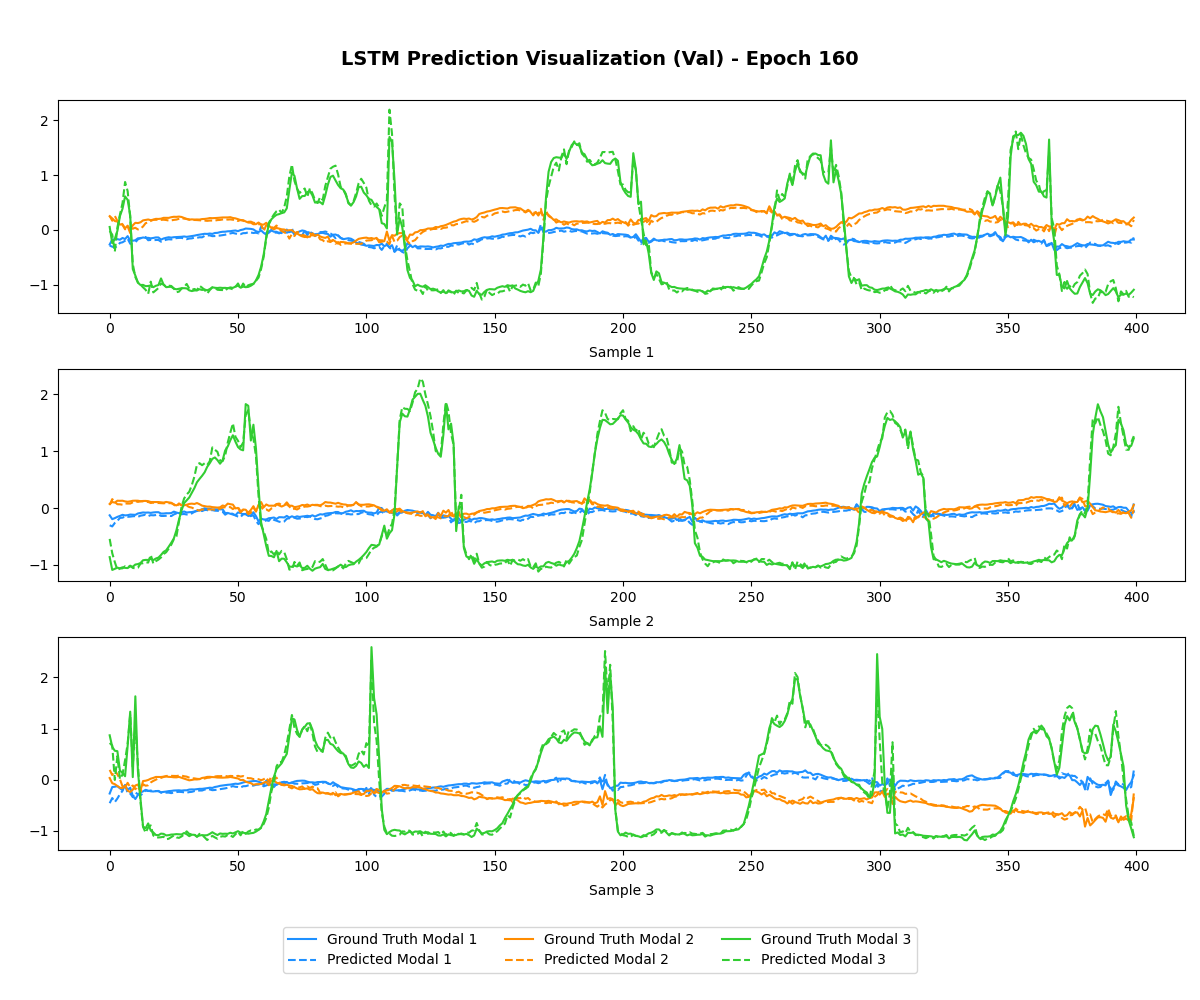 LSTM Prediction Visualization (Val) - Epoch 160
2
1
0
−1
0 50 100 150 200 250 300 350 400
Sample 1
2
1
0
−1
0 50 100 150 200 250 300 350 400
Sample 2
2
1
0
−1
0 50 100 150 200 250 300 350 400
Sample 3
Ground Truth Modal 1 Ground Truth Modal 2 Ground Truth Modal 3
Predicted Modal 1 Predicted Modal 2 Predicted Modal 3